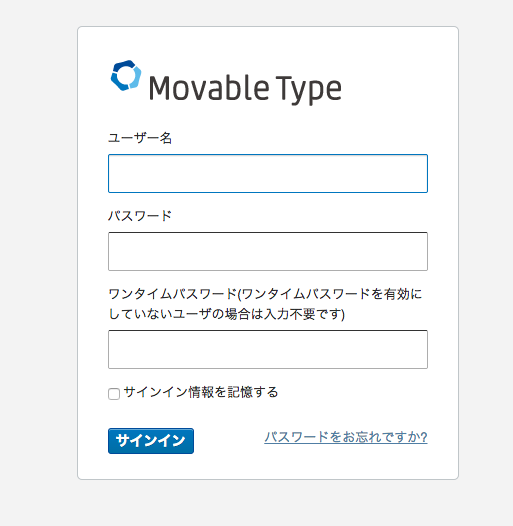 Movable Type
ユーザー名
パスワード
ワンタイムパスワード(ワンタイムパスワードを有効に
していないユーザの場合は入力不要です)
サインイン情報を記憶する
サインイン
パスワードをお忘れですか?